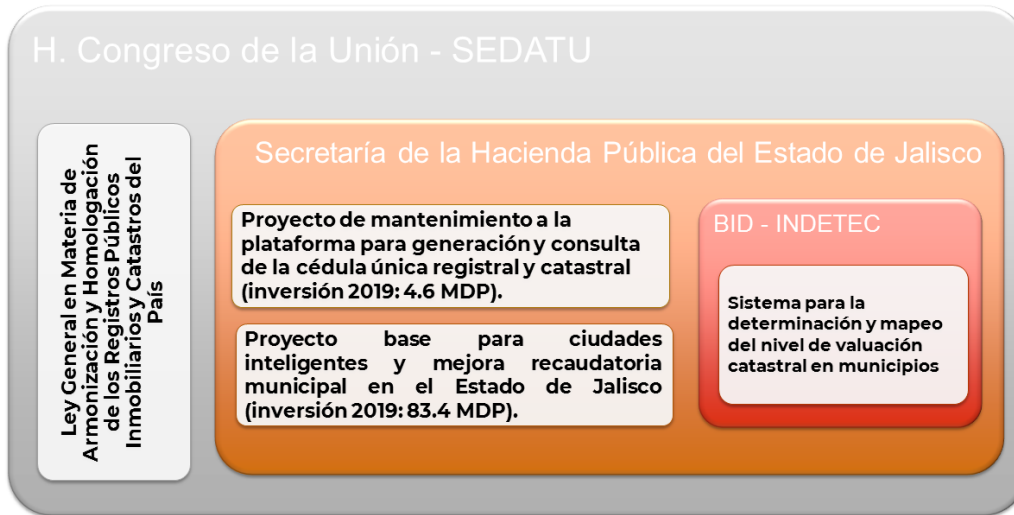 H. Congreso de la Unión - SEDATU
Ley General en Materia de
Armonización y Homologación
de los Registros Públicos
Inmobiliarios y Catastros del
País
Secretaría de la Hacienda Pública del Estado de Jalisco
Proyecto de mantenimiento a la
plataforma para generación y consulta
de la cédula única registral y catastral
(inversión 2019: 4.6 MDP).
Proyecto base para ciudades
inteligentes y mejora recaudatoria
municipal en el Estado de Jalisco
(inversión 2019: 83.4 MDP).
BID - INDETEC
Sistema para la
determinación y mapeo
del nivel de valuación
catastral en municipios